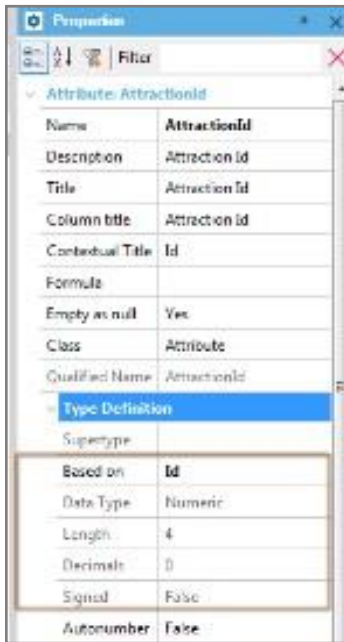 Properties
Filter
Attribute: AttractionId
Name AttractionId
Description Attraction Id
Title Attraction Id
Column title Attraction Id
Contextual Title Id
Formula
Empty as null Yes
Class Attribute
Qualified Name AttractionId
Type Definition
Supertype
Based on Id
Data Type Numeric
Length 4
Decimals 0
Signed False
Autonumber False